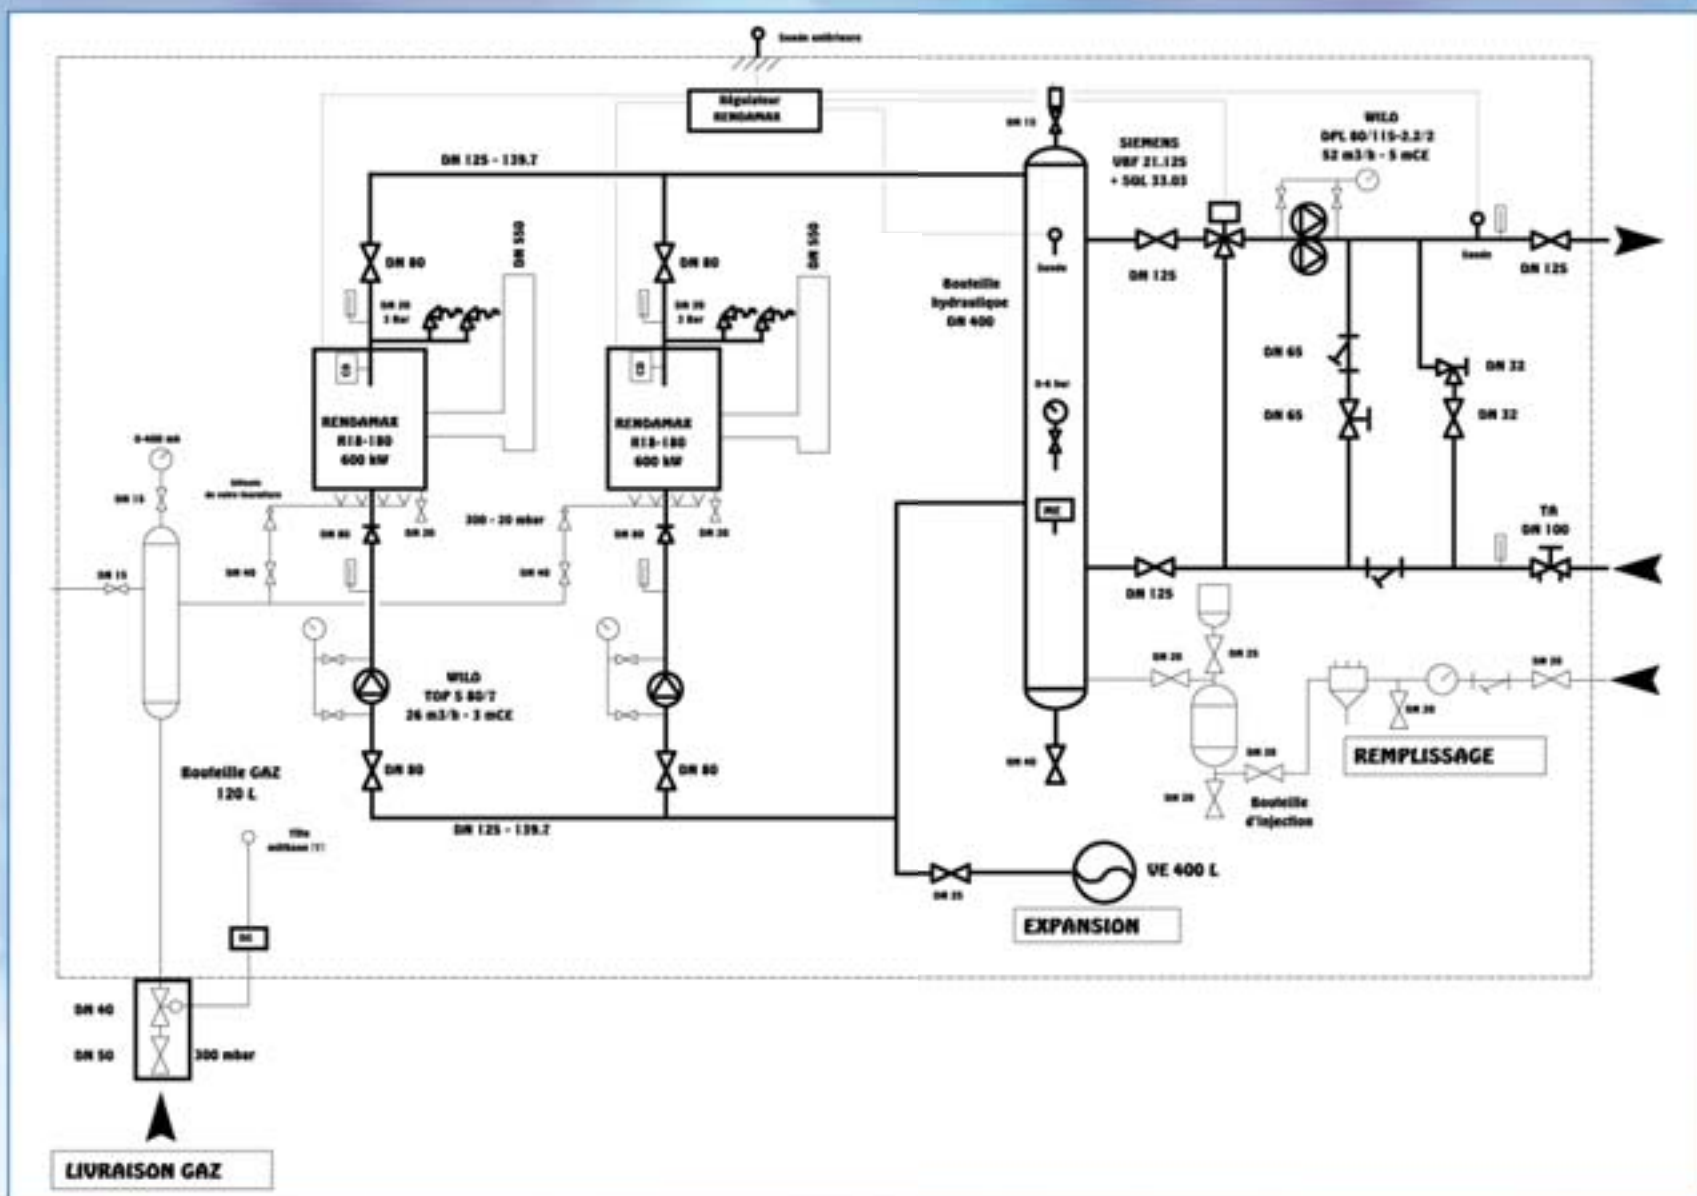 Sonde extérieure
Régulateur
RENDAMAX
DN 125 - 139.7
DN 15
SIEMENS
VBF 21.125
+ SQL 33.03
WILO
DPL 80/115-2.2/2
52 m3/h - 5 mCE
DN 80
DN 550
DN 80
DN 550
DN 20
3 Bar
DN 20
3 Bar
Sonde
DN 125
Sonde
DN 125
Bouteille
hydraulique
DN 400
DN 65
DN 32
DN 65
DN 32
0-6 bar
RENDAMAX
R18-180
600 kW
RENDAMAX
R18-180
600 kW
DN 15
300 - 20 mbar
DN 80
DN 20
DN 80
DN 20
TA
DN 100
DN 15
DN 40
DN 40
DN 125
DN 20
DN 25
DN 20
DN 20
WILO
TOP S 80/7
26 m3/h - 3 mCE
REMPLISSAGE
Bouteille GAZ
120 L
DN 80
DN 80
DN 40
DN 20
DN 20
Bouteille
d'injection
DN 125 - 139.7
Tête
méthane (?)
DN 25
VE 400 L
EXPANSION
DN 40
DN 50
300 mbar
LIVRAISON GAZ